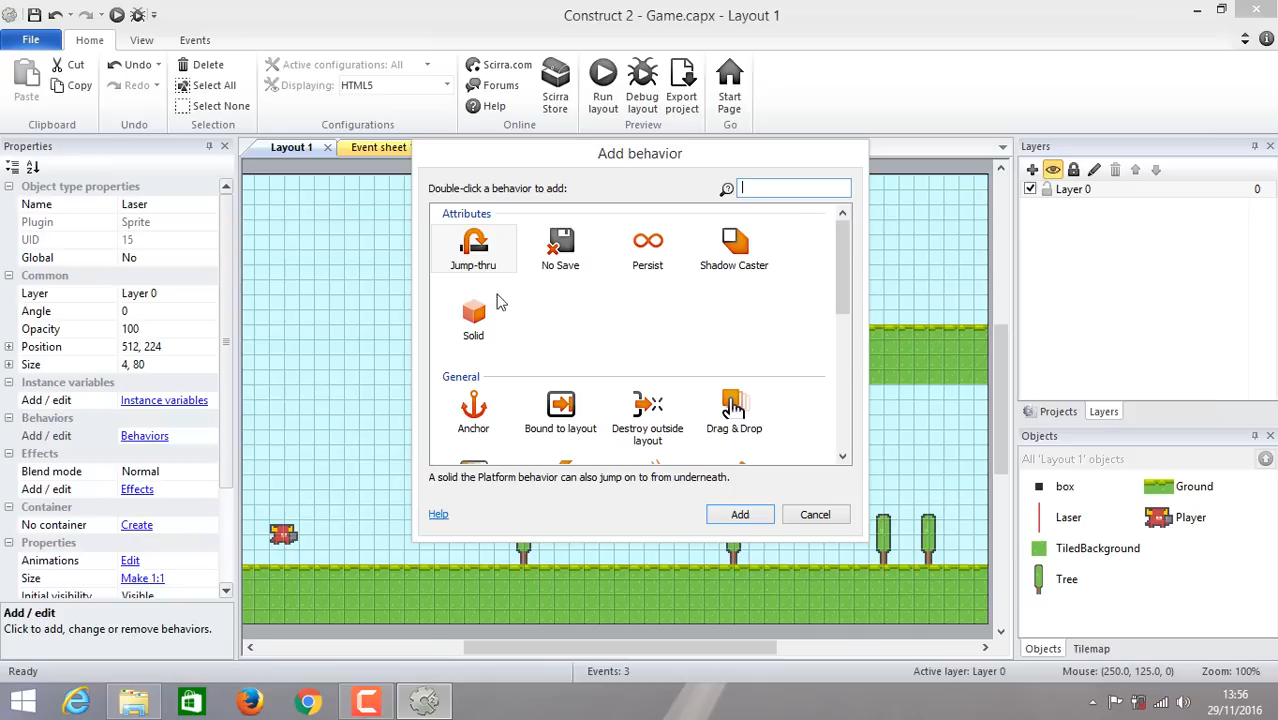 Construct 2 - Game.capx - Layout 1
File Home View Events
Paste Cut Copy
Undo Redo
Delete Select All Select None
Active configurations: All
Displaying: HTML5
Scirra.com Forums Help
Scirra Store
Run layout
Debug layout
Export project
Start Page
Clipboard Undo Selection Configurations Online Preview Go
Properties
Object type properties
Name Laser
Plugin Sprite
UID 15
Global No
Common
Layer Layer 0
Angle 0
Opacity 100
Position 512, 224
Size 4, 80
Instance variables
Add / edit Instance variables
Behaviors
Add / edit Behaviors
Effects
Blend mode Normal
Add / edit Effects
Container
No container Create
Properties
Animations Edit
Size Make 1:1
Initial visibility Visible
Add / edit
Click to add, change or remove behaviors.
Layout 1 Event sheet
Add behavior
Double-click a behavior to add:
Attributes
Jump-thru No Save Persist Shadow Caster
Solid
General
Anchor Bound to layout Destroy outside layout Drag & Drop
A solid the Platform behavior can also jump on to from underneath.
Help Add Cancel
Layers
Layer 0 0
Projects Layers
Objects
All 'Layout 1' objects
box Ground
Laser Player
TiledBackground
Tree
Objects Tilemap
Ready Events: 3 Active layer: Layer 0 Mouse: (250.0, 125.0, 0) Zoom: 100%
13:56
29/11/2016